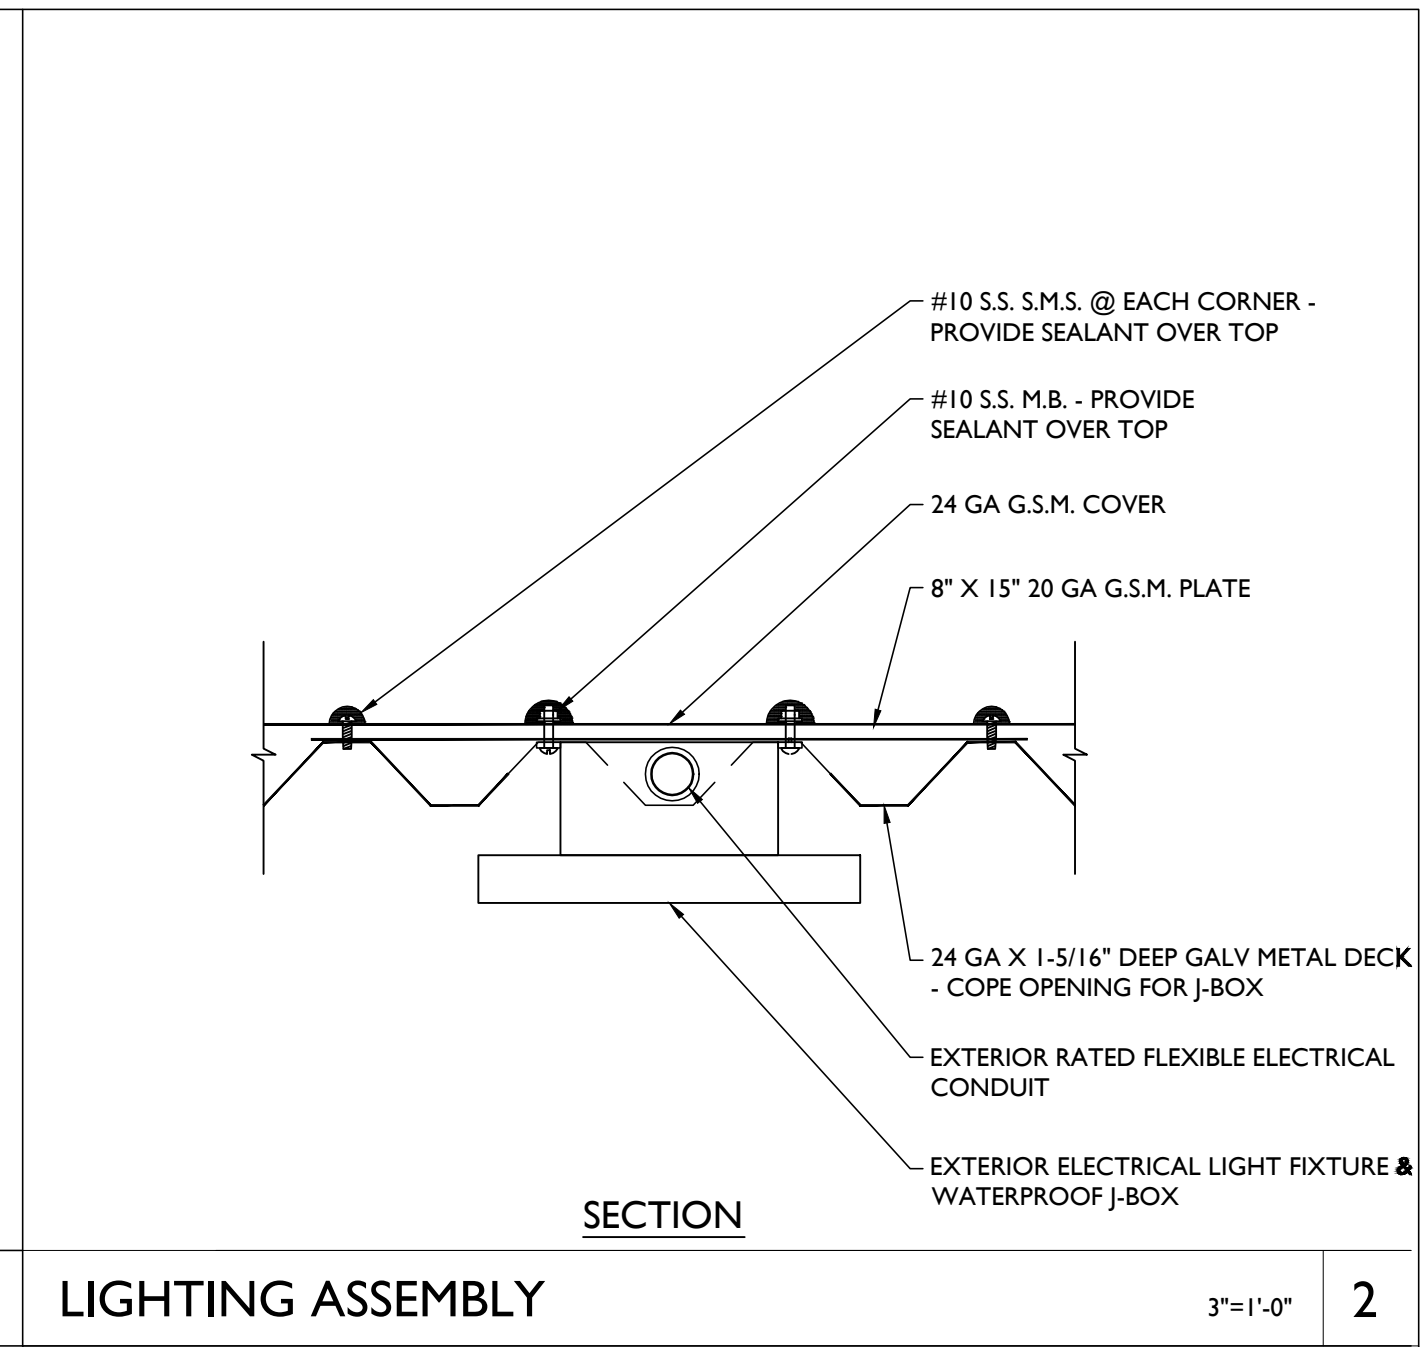 #10 S.S. S.M.S. @ EACH CORNER -
PROVIDE SEALANT OVER TOP
#10 S.S. M.B. - PROVIDE
SEALANT OVER TOP
24 GA G.S.M. COVER
8" X 15" 20 GA G.S.M. PLATE
24 GA X 1-5/16" DEEP GALV METAL DECK
- COPE OPENING FOR J-BOX
EXTERIOR RATED FLEXIBLE ELECTRICAL
CONDUIT
EXTERIOR ELECTRICAL LIGHT FIXTURE &
WATERPROOF J-BOX
SECTION
LIGHTING ASSEMBLY
3"=1'-0"
2